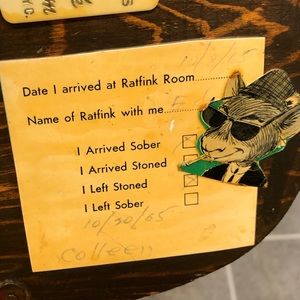 Date I arrived at Ratfink Room..............
Name of Ratfink with me..............
I Arrived Sober
I Arrived Stoned
I Left Stoned
I Left Sober
10/30/65
Colleen